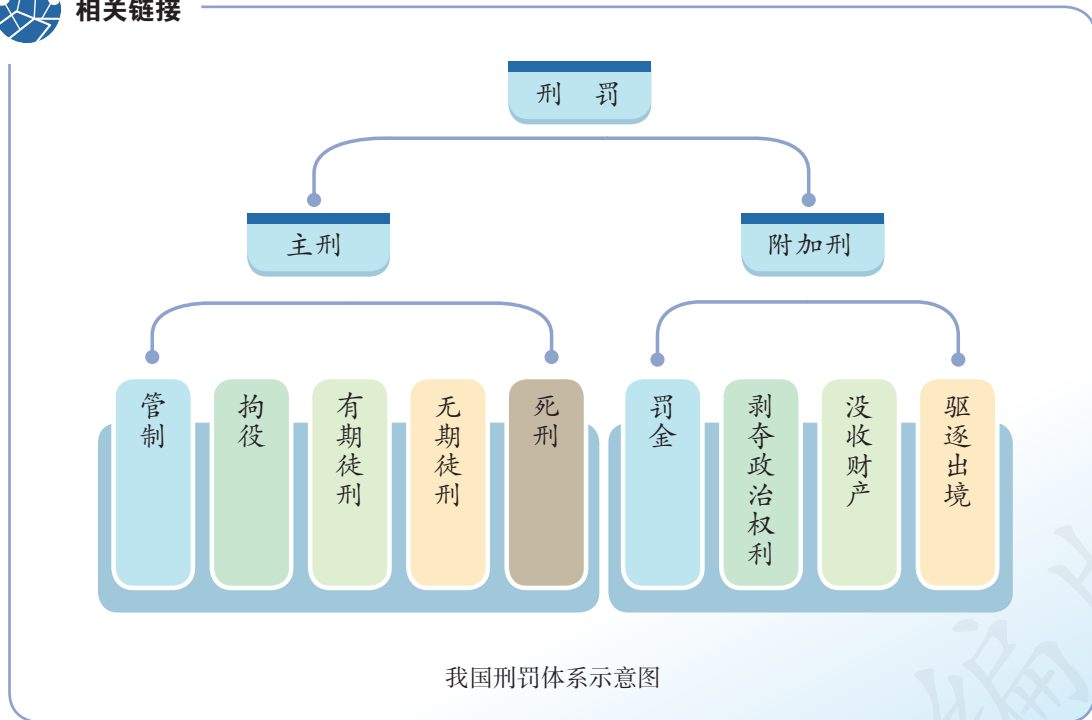 相关链接
刑 罚
主刑
附加刑
管制
拘役
有期徒刑
无期徒刑
死刑
罚金
剥夺政治权利
没收财产
驱逐出境
我国刑罚体系示意图